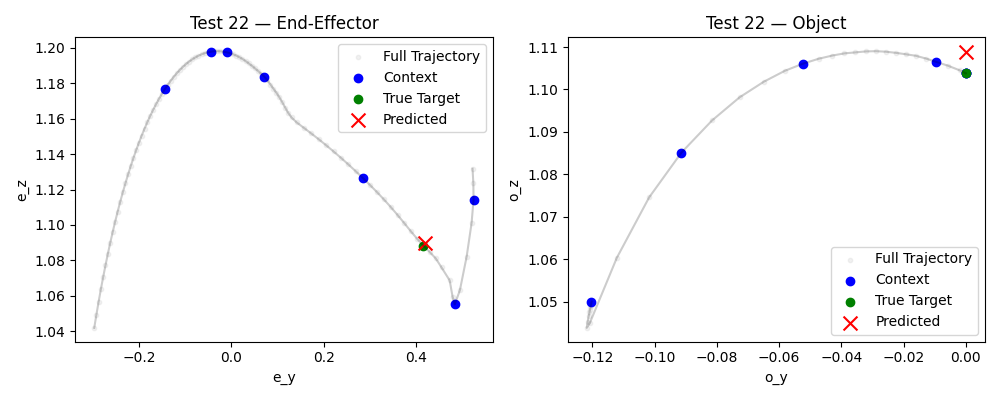 Test 22 — End-Effector
e_z
1.20
1.18
1.16
1.14
1.12
1.10
1.08
1.06
1.04
−0.2
0.0
0.2
0.4
e_y
Full Trajectory
Context
True Target
Predicted
Test 22 — Object
o_z
1.11
1.10
1.09
1.08
1.07
1.06
1.05
−0.12
−0.10
−0.08
−0.06
−0.04
−0.02
0.00
o_y
Full Trajectory
Context
True Target
Predicted